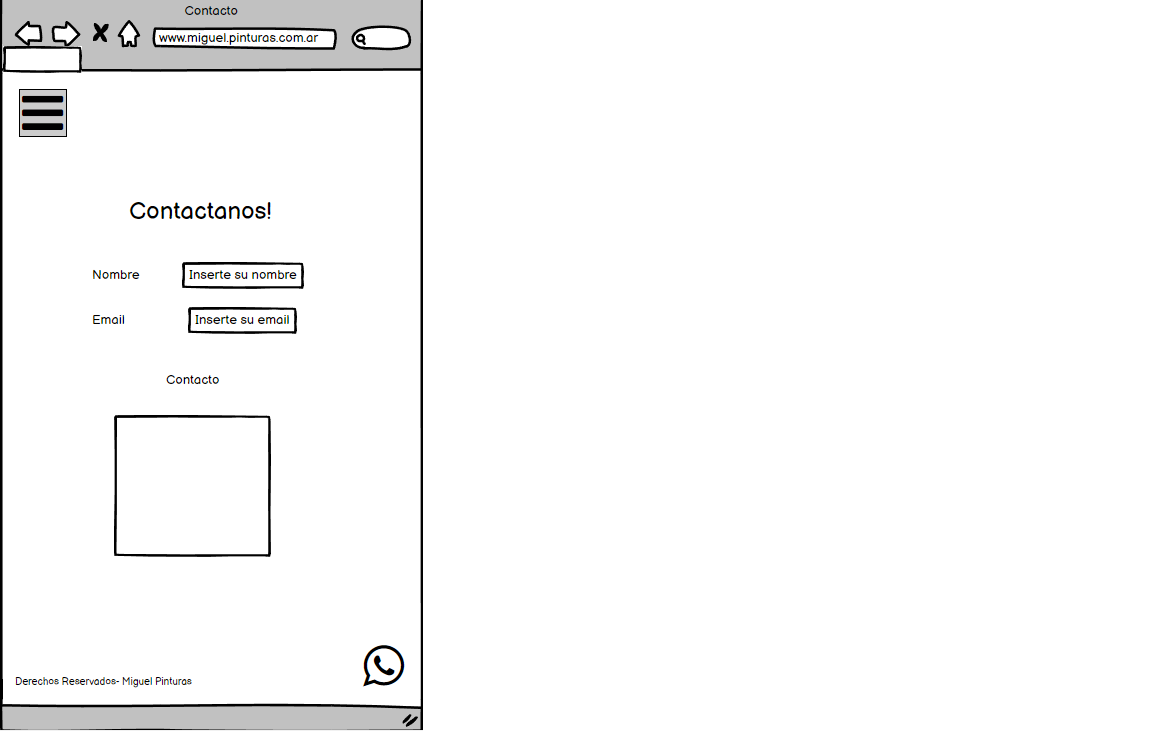 Contacto
www.miguel.pinturas.com.ar
Contactanos!
Nombre
Inserte su nombre
Email
Inserte su email
Contacto
Derechos Reservados- Miguel Pinturas